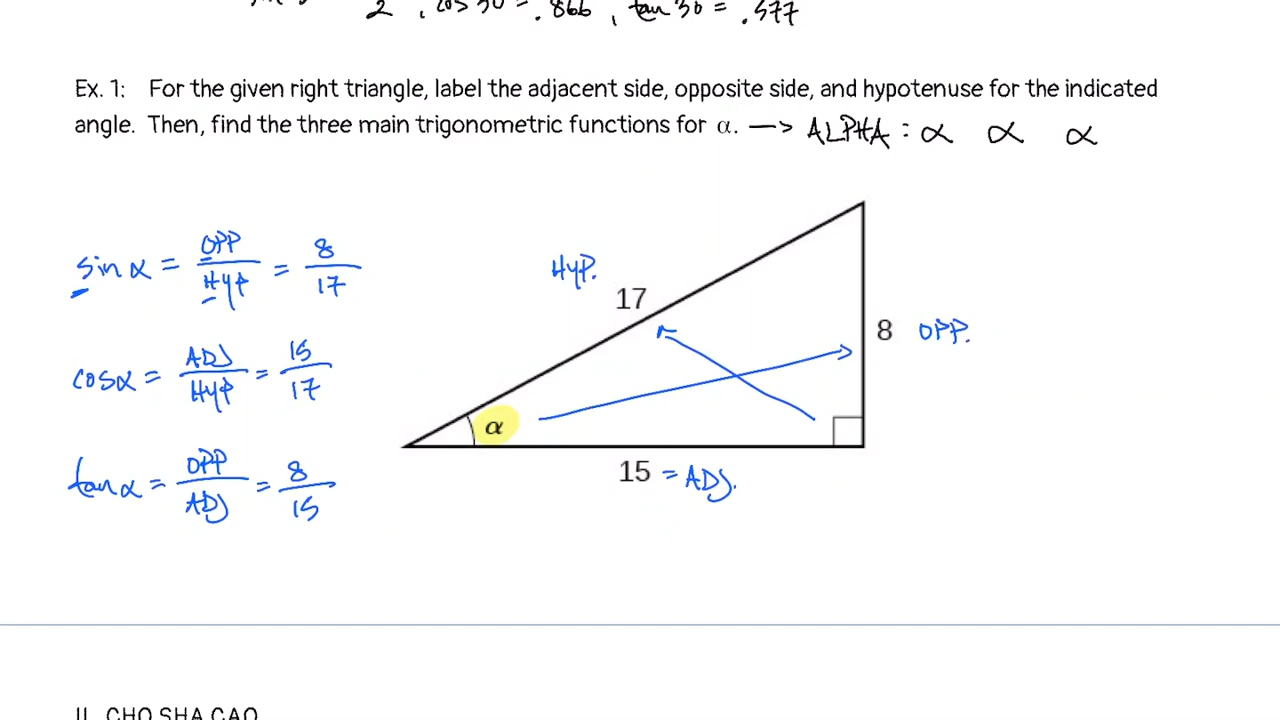 2 , cos 30 = .866 , tan 30 = .577
Ex. 1: For the given right triangle, label the adjacent side, opposite side, and hypotenuse for the indicated
angle. Then, find the three main trigonometric functions for α. —> ALPHA : α α α
sin α = OPP/HYP = 8/17
cos α = ADJ/HYP = 15/17
tan α = OPP/ADJ = 8/15
HYP.
17
8 OPP.
α
15 = ADJ.
II. CHO SHA CAO